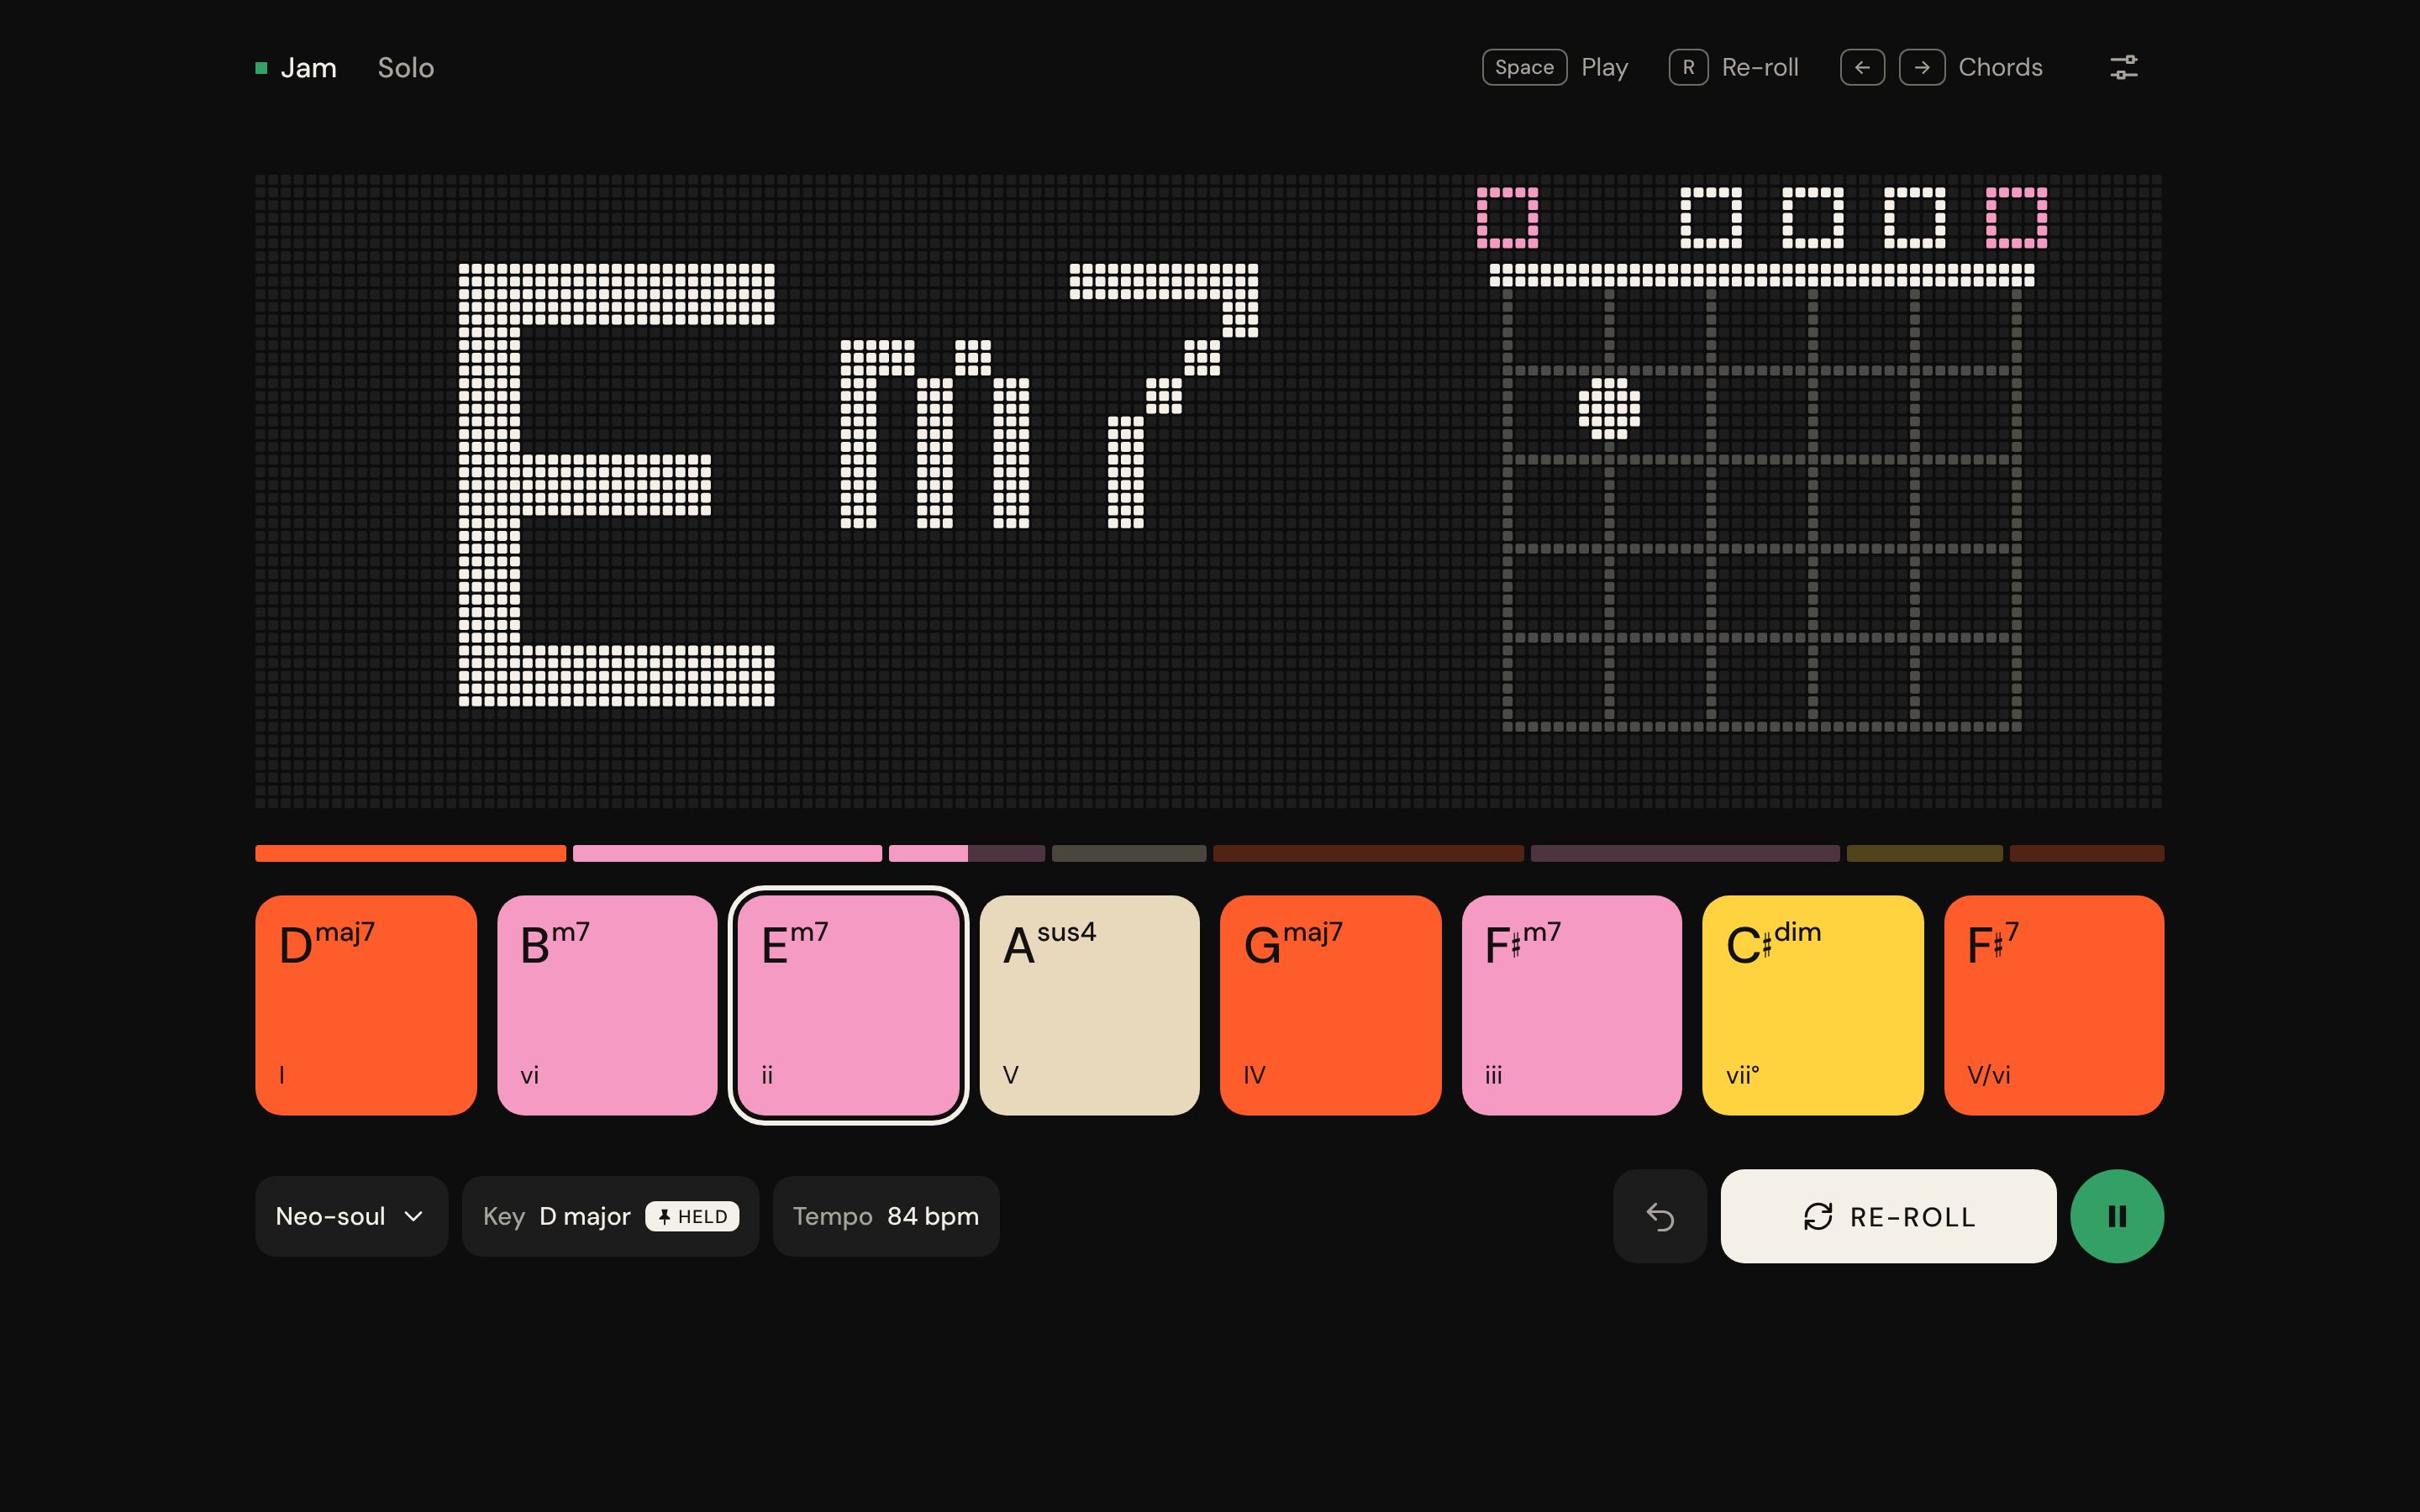 Jam Solo Space Play R Re-roll ← → Chords
Em7
Dmaj7 Bm7 Em7 Asus4 Gmaj7 F♯m7 C♯dim F♯7
I vi ii V IV iii vii° V/vi
Neo-soul Key D major HELD Tempo 84 bpm RE-ROLL